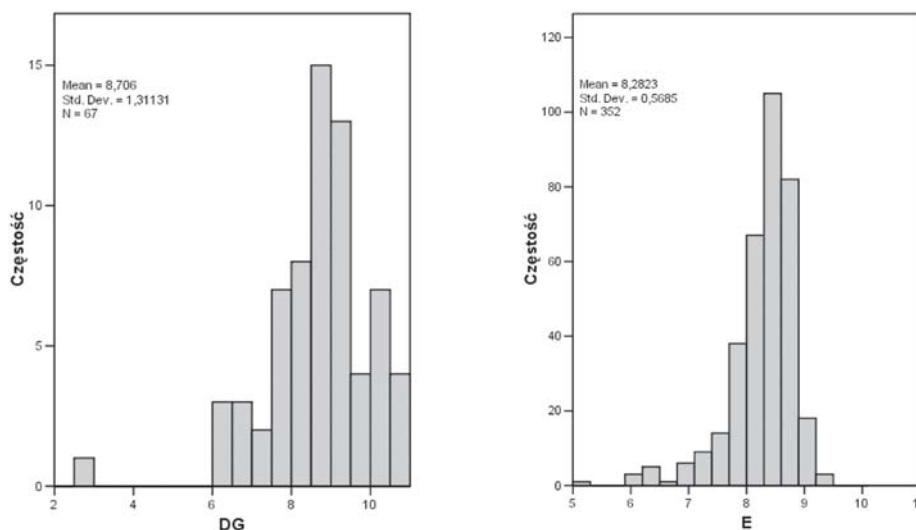 15
10
5
0
Częstość
Mean = 8,706
Std. Dev. = 1,31131
N = 67
2 4 6 8 10
DG
120
100
80
60
40
20
0
Częstość
Mean = 8,2823
Std. Dev. = 0,5685
N = 352
5 6 7 8 9 10 11
E